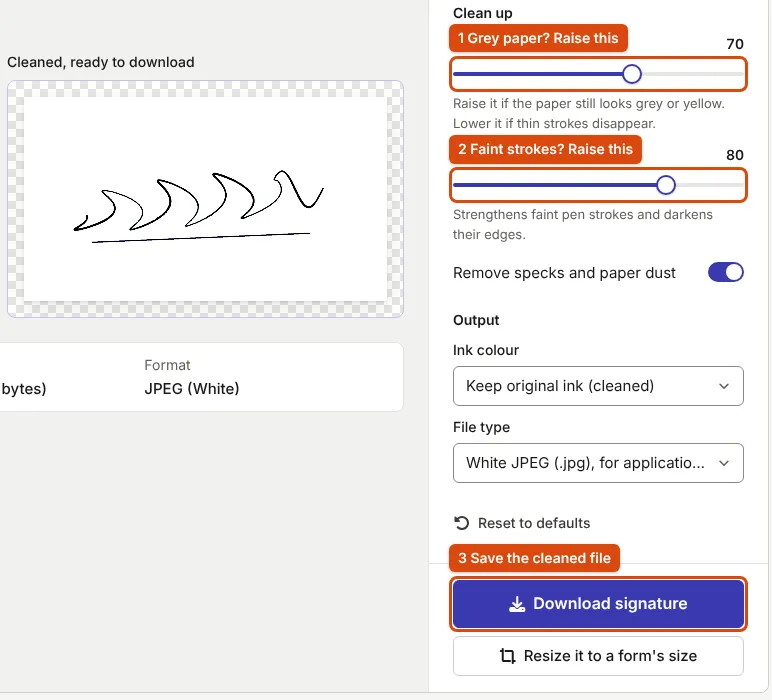 Cleaned, ready to download
bytes)
Format
JPEG (White)
Clean up
1 Grey paper? Raise this
70
Raise it if the paper still looks grey or yellow.
Lower it if thin strokes disappear.
2 Faint strokes? Raise this
80
Strengthens faint pen strokes and darkens
their edges.
Remove specks and paper dust
Output
Ink colour
Keep original ink (cleaned)
File type
White JPEG (.jpg), for applicatio...
Reset to defaults
3 Save the cleaned file
Download signature
Resize it to a form's size